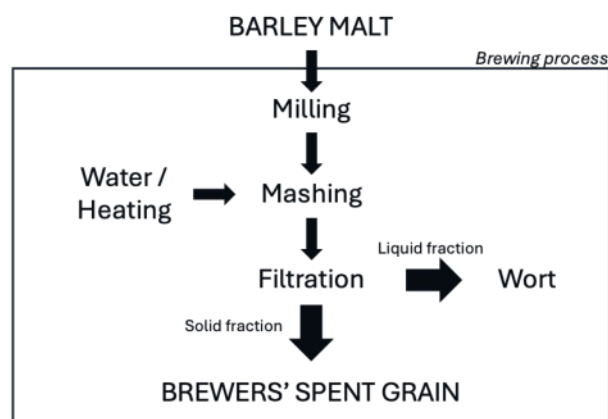 BARLEY MALT
Brewing process
Milling
Water /
Heating
Mashing
Liquid fraction
Filtration
Wort
Solid fraction
BREWERS’ SPENT GRAIN